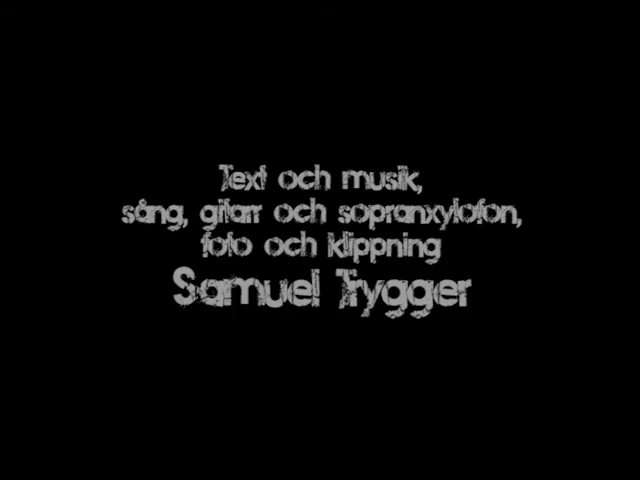 Text och musik,
sång, gitarr och sopranxylofon,
foto och klippning
Samuel Trygger